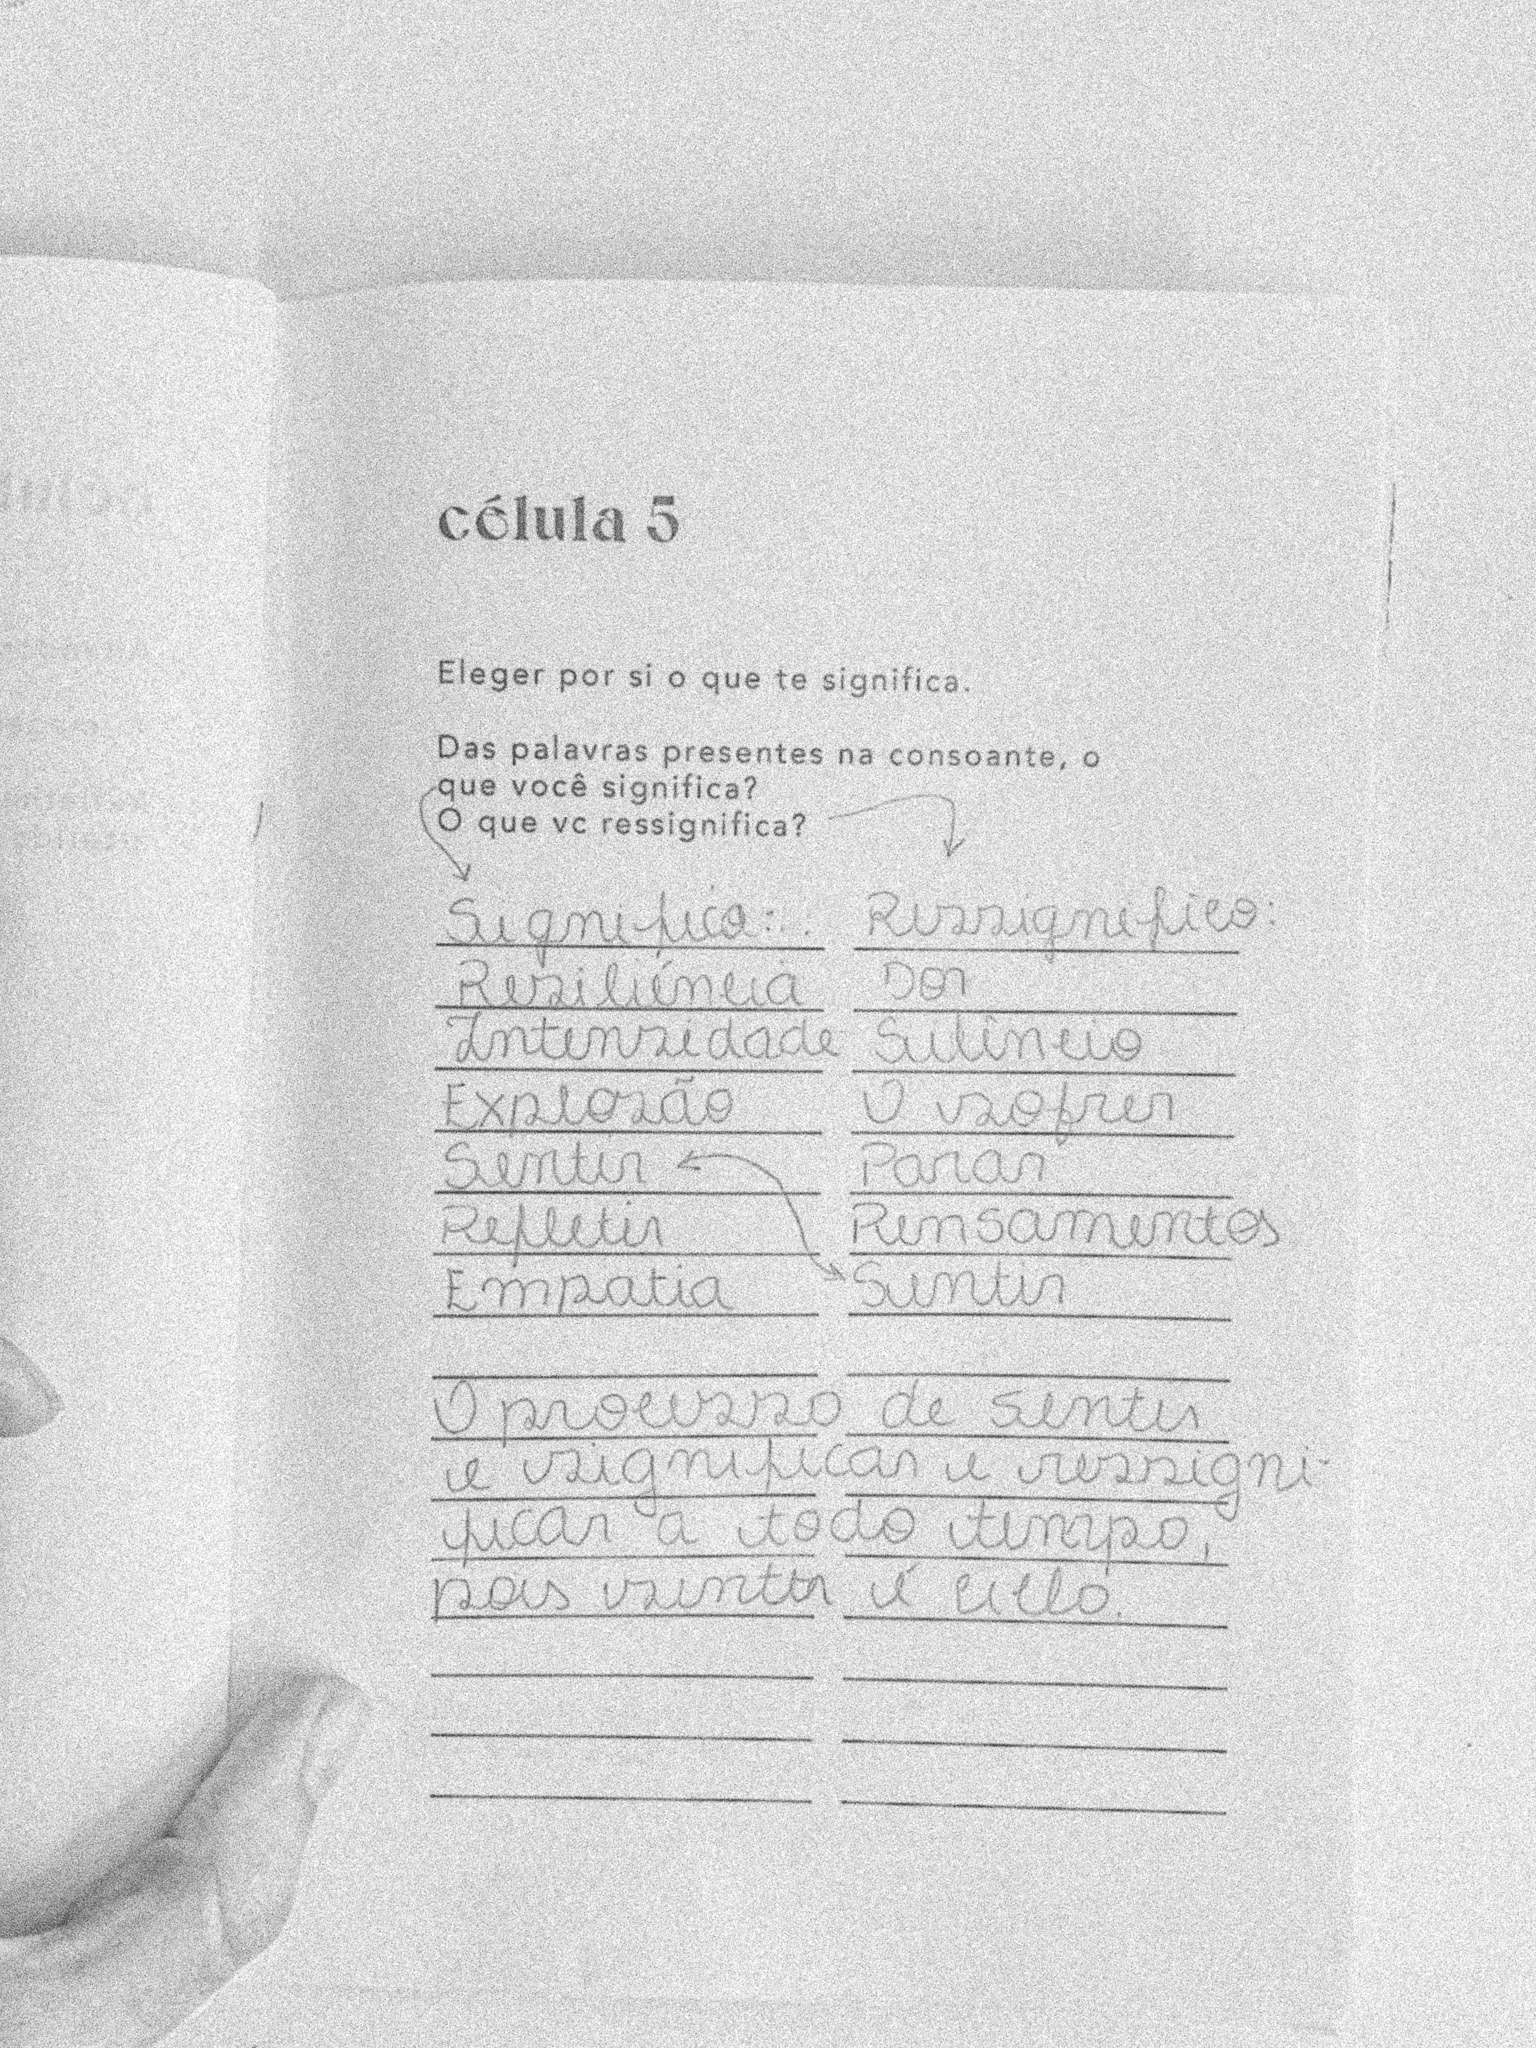 célula 5
Eleger por si o que te significa.
Das palavras presentes na consoante, o
que você significa?
O que vc ressignifica?
Significo: Ressignifico:
Resiliência Dor
Intensidade Silêncio
Explosão O sofrer
Sentir Parar
Refletir Pensamentos
Empatia Sentir
O processo de sentir
e significar e ressigni-
ficar a todo tempo,
pois sentir é ciclo.